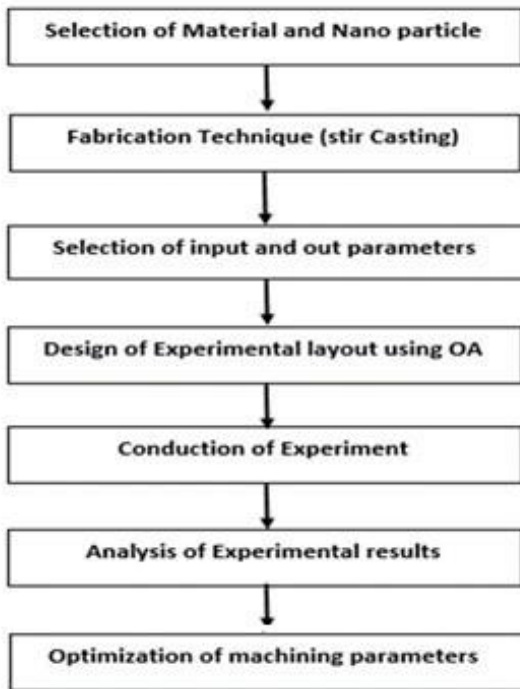 Selection of Material and Nano particle
Fabrication Technique (stir Casting)
Selection of input and out parameters
Design of Experimental layout using OA
Conduction of Experiment
Analysis of Experimental results
Optimization of machining parameters